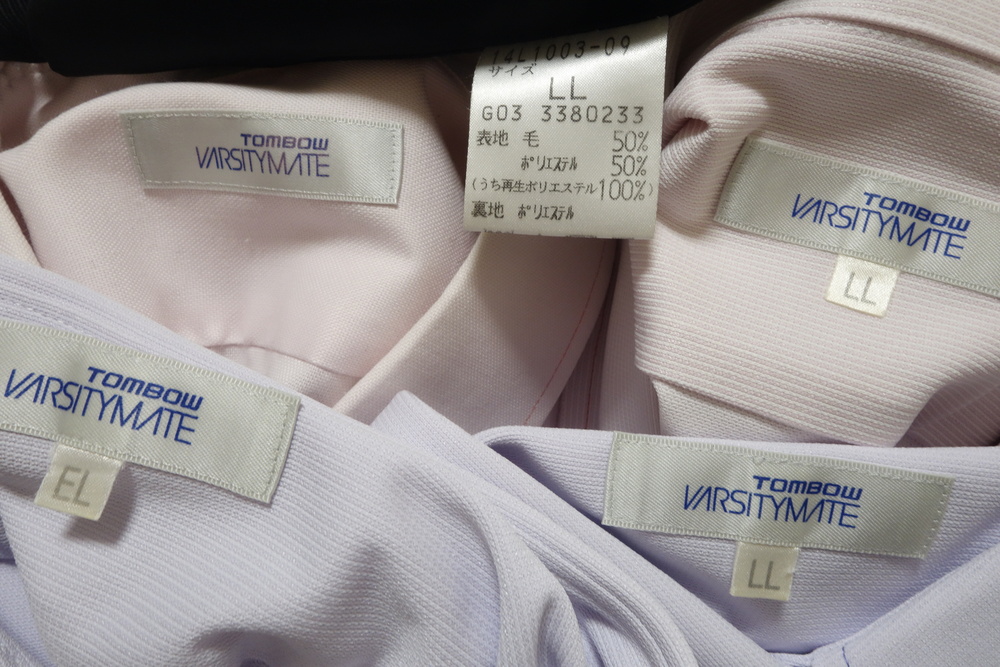 TOMBOW
VARSITYMATE
14L1003-09
サイズ
LL
G03 3380233
表地 毛 50%
ポリエステル 50%
(うち再生ポリエステル100%)
裏地 ポリエステル
TOMBOW
VARSITYMATE
LL
TOMBOW
VARSITYMATE
EL
TOMBOW
VARSITYMATE
LL